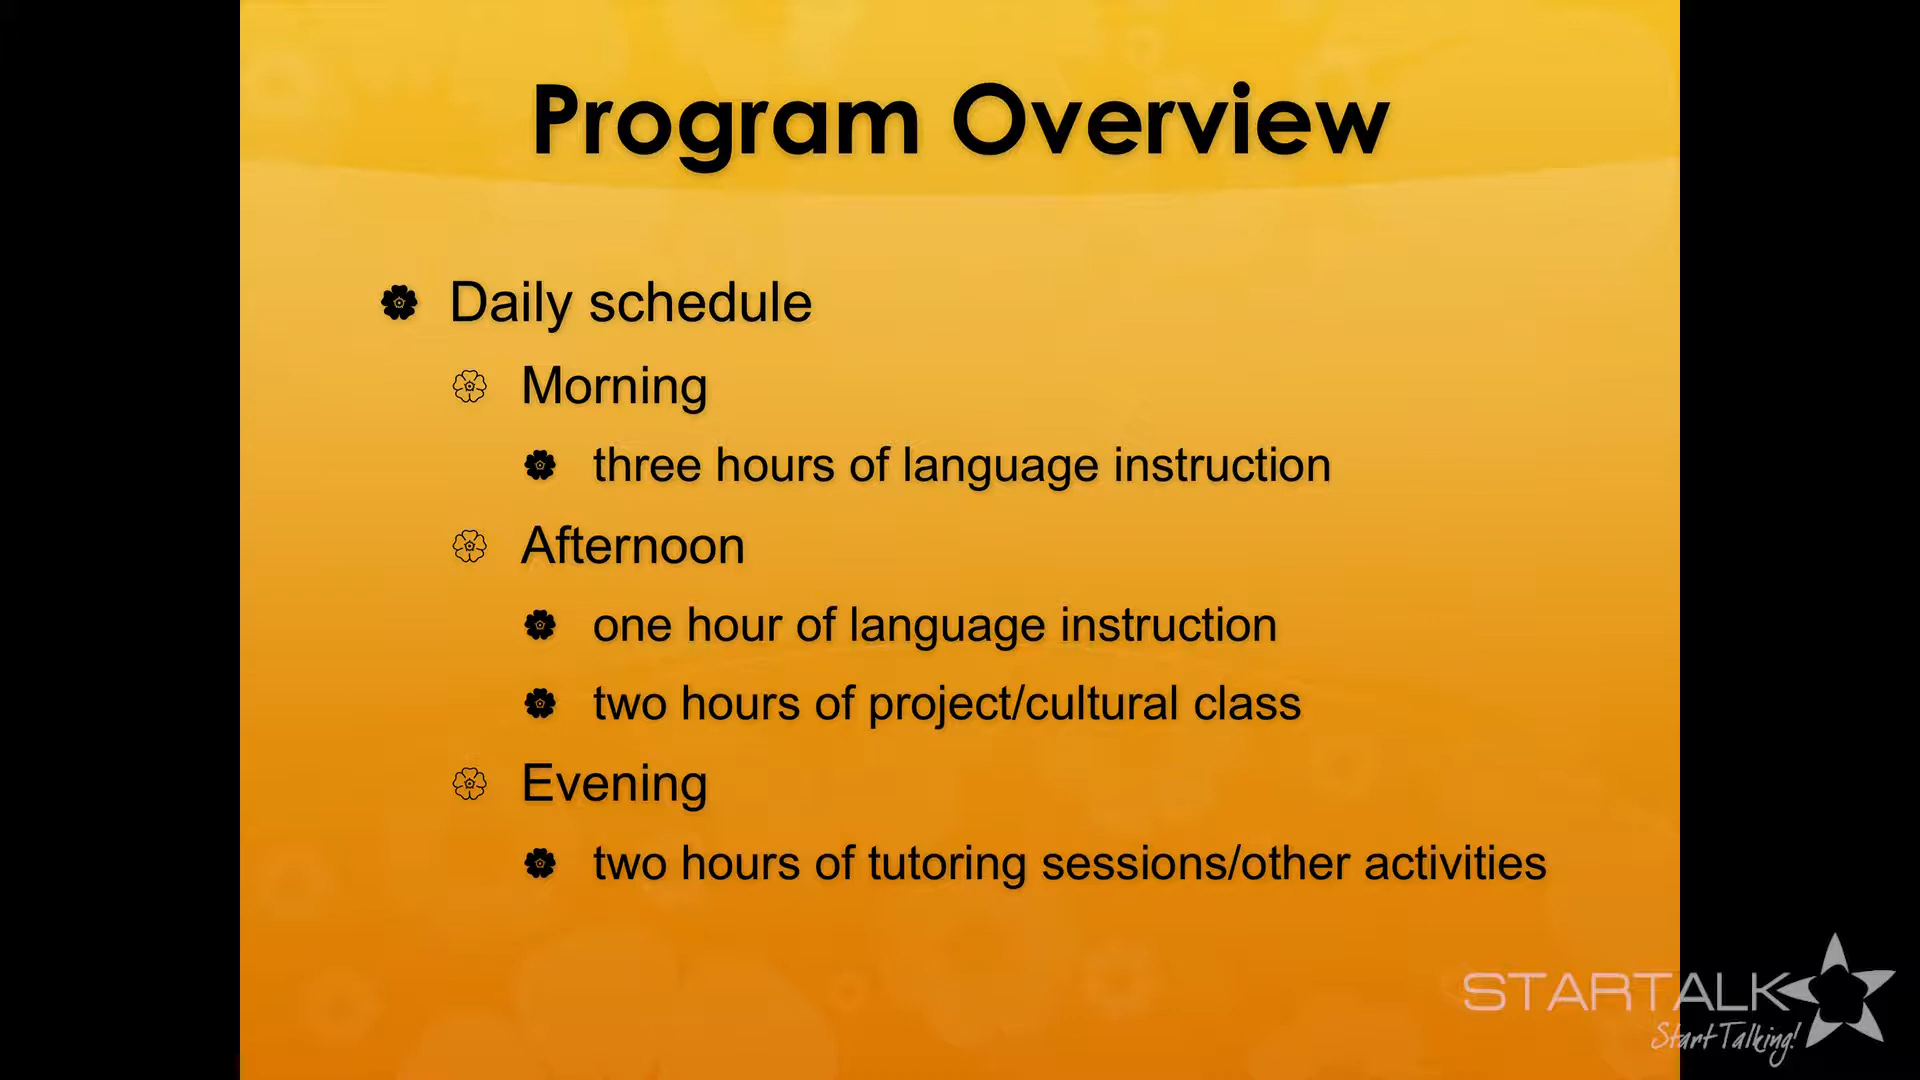 Program Overview
Daily schedule
Morning
three hours of language instruction
Afternoon
one hour of language instruction
two hours of project/cultural class
Evening
two hours of tutoring sessions/other activities
STARTALK
Start Talking!